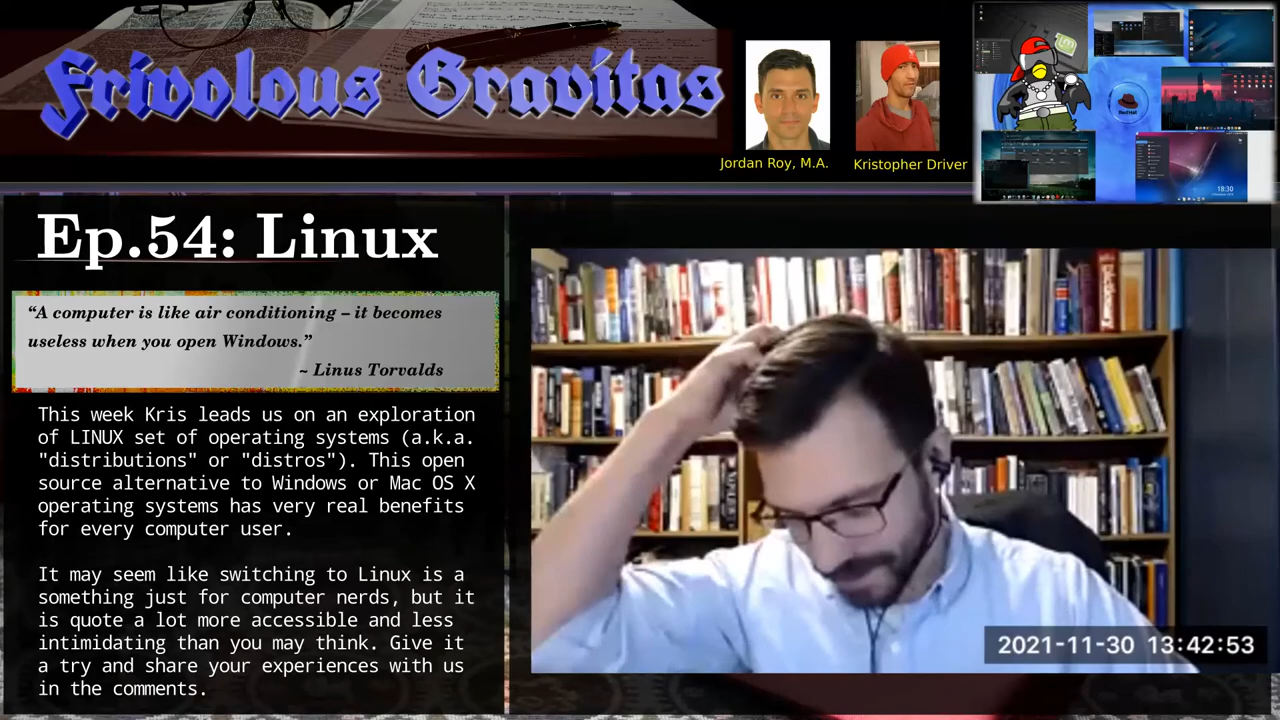 Frivolous Gravitas
Jordan Roy, M.A.
Kristopher Driver
RedHat
18:30
Ep.54: Linux
“A computer is like air conditioning – it becomes
useless when you open Windows.”
~ Linus Torvalds
This week Kris leads us on an exploration
of LINUX set of operating systems (a.k.a.
"distributions" or "distros"). This open
source alternative to Windows or Mac OS X
operating systems has very real benefits
for every computer user.
It may seem like switching to Linux is a
something just for computer nerds, but it
is quote a lot more accessible and less
intimidating than you may think. Give it
a try and share your experiences with us
in the comments.
2021-11-30 13:42:53